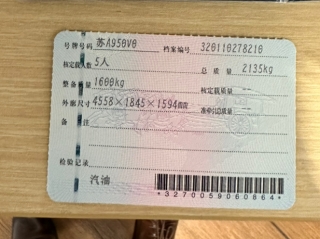 号牌号码 苏A950V0 档案编号 320110278210
核定载人数 5人 总质量 2135kg
整备质量 1600kg 核定载质量 --
外廓尺寸 4558×1845×1594mm 准牵引总质量 --
备注
检验记录
汽油
*3270059060864*